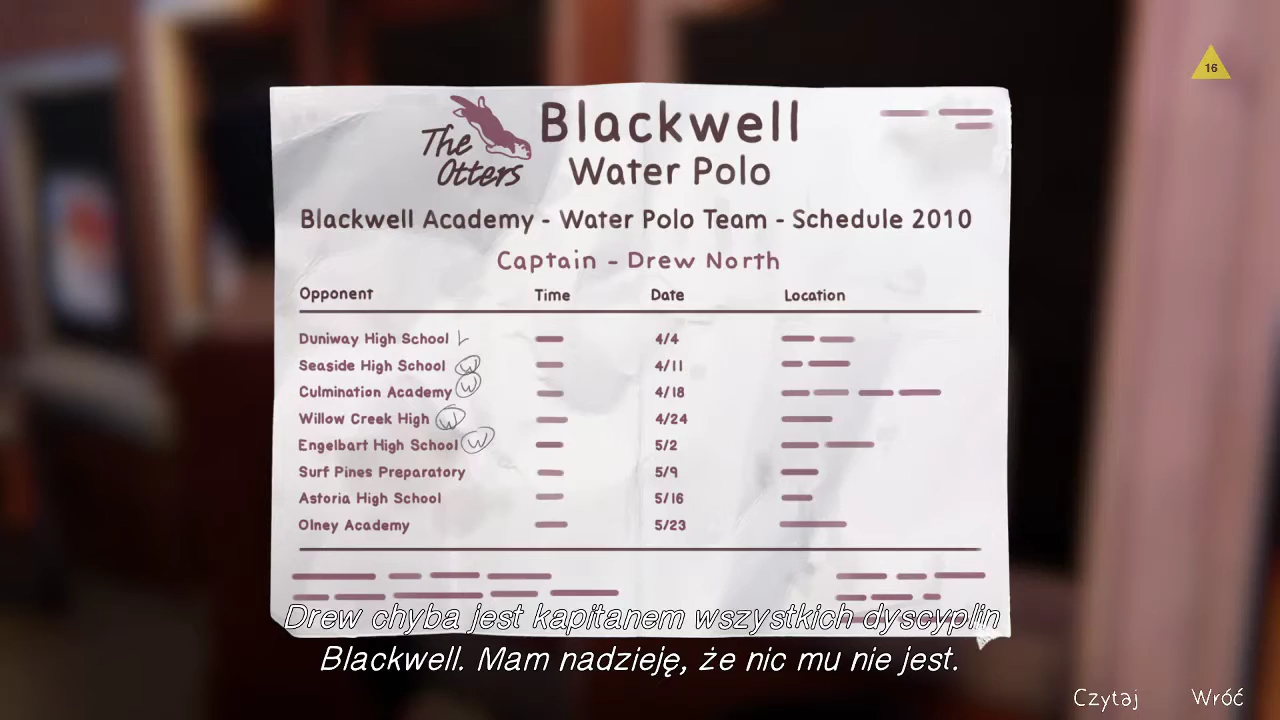 16
The
Otters
Blackwell
Water Polo
Blackwell Academy - Water Polo Team - Schedule 2010
Captain - Drew North
Opponent Time Date Location
Duniway High School L 4/4
Seaside High School W 4/11
Culmination Academy W 4/18
Willow Creek High W 4/24
Engelbart High School W 5/2
Surf Pines Preparatory 5/9
Astoria High School 5/16
Olney Academy 5/23
Drew chyba jest kapitanem wszystkich dyscyplin
Blackwell. Mam nadzieję, że nic mu nie jest.
Czytaj Wróć